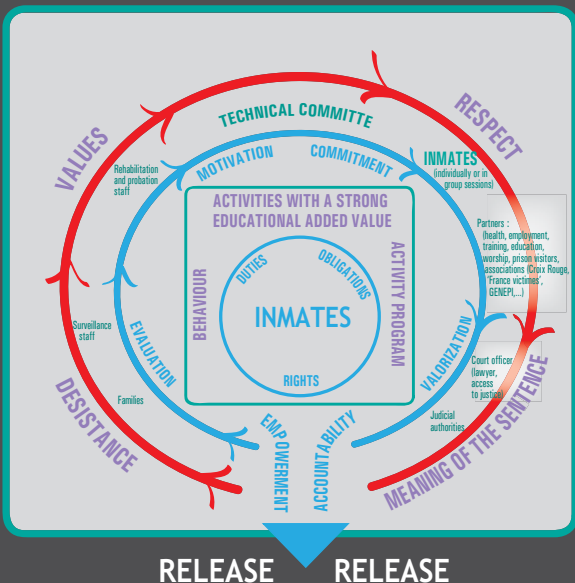 VALUES
RESPECT
TECHNICAL COMMITTE
MOTIVATION
COMMITMENT
INMATES
(individually or in
group sessions)
Rehabilitation
and probation
staff
ACTIVITIES WITH A STRONG
EDUCATIONAL ADDED VALUE
Partners :
(health, employment,
training, education,
worship, prison visitors,
associations (Croix Rouge,
'France victimes',
GENEPI,...)
BEHAVIOUR
DUTIES
OBLIGATIONS
INMATES
RIGHTS
ACTIVITY PROGRAM
Surveillance
staff
EVALUATION
VALORIZATION
Court officer
(lawyer,
access
to justice)
Families
Judicial
authorities
DESISTANCE
MEANING OF THE SENTENCE
EMPOWERMENT
ACCOUNTABILITY
RELEASE RELEASE